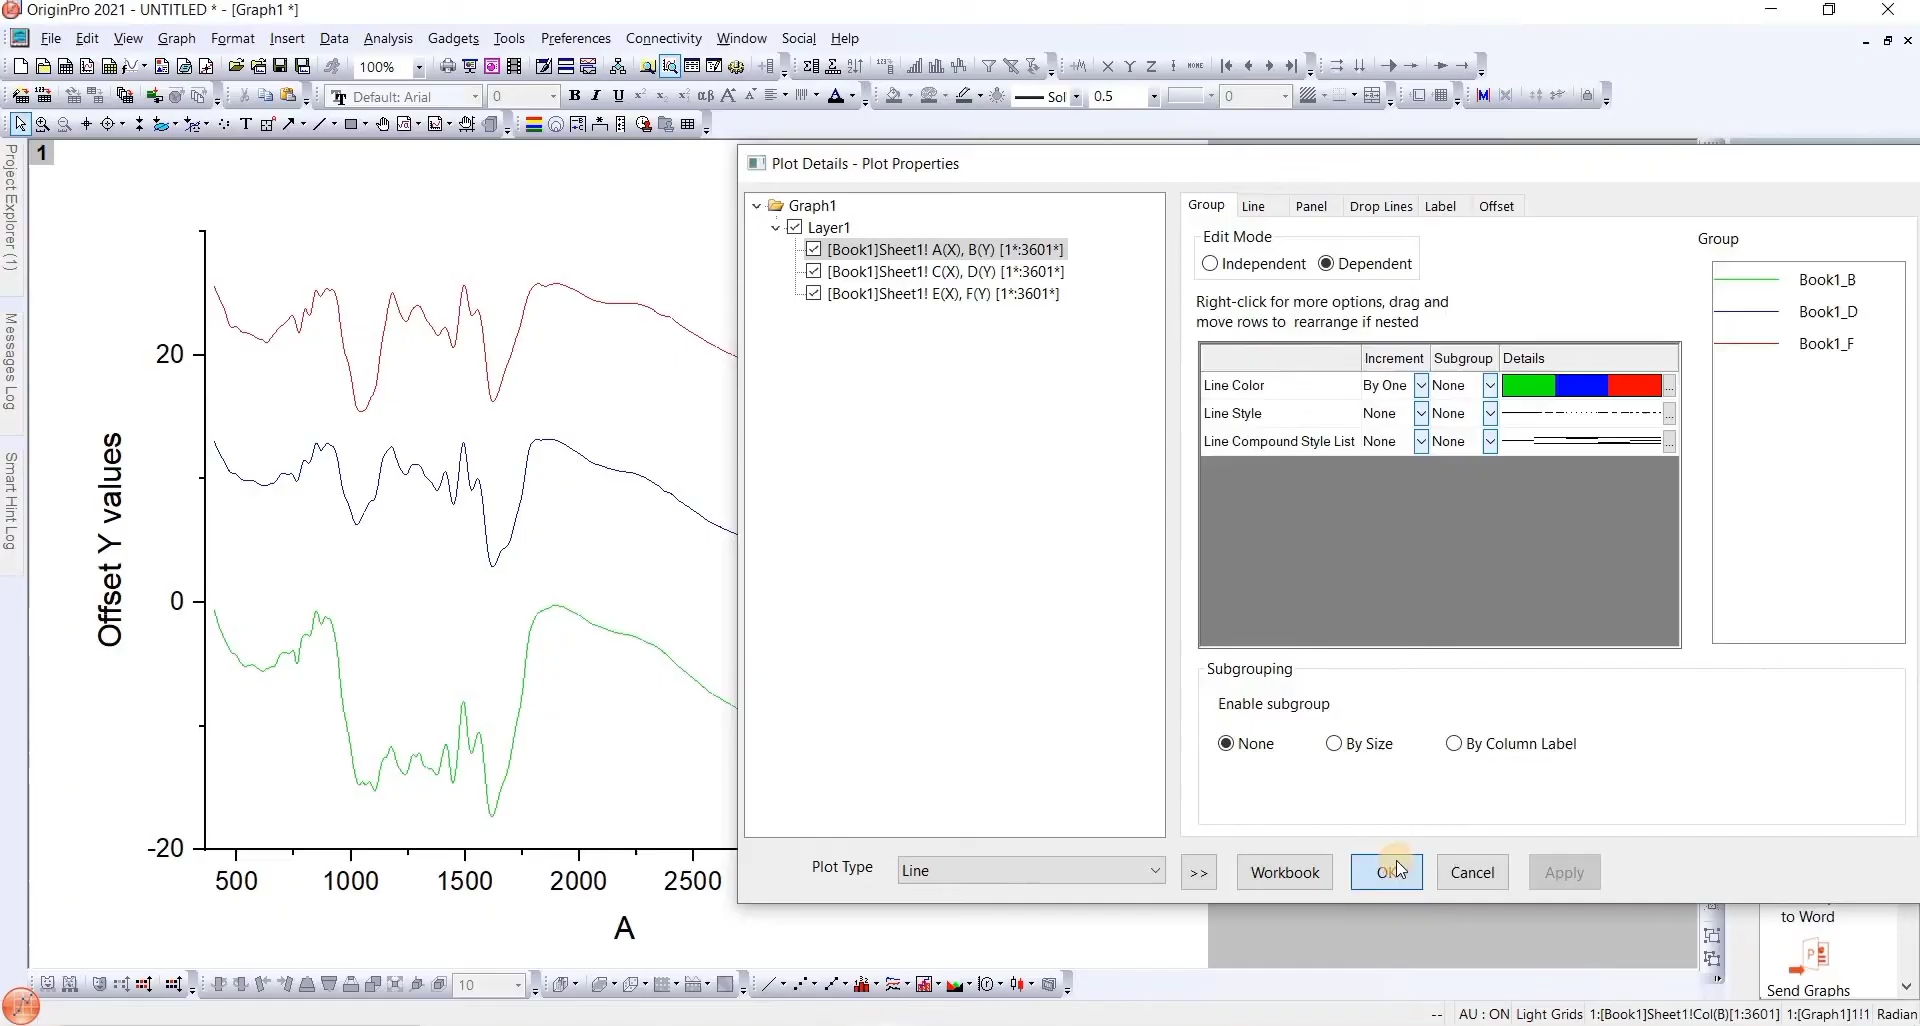 OriginPro 2021 - UNTITLED * - [Graph1 *]
File Edit View Graph Format Insert Data Analysis Gadgets Tools Preferences Connectivity Window Social Help
100%
Default: Arial 0 B I U αβ A A A Sol 0.5 0
T
1
Project Explorer (1)
Messages Log
Smart Hint Log
20
0
-20
Offset Y values
500 1000 1500 2000 2500
A
Plot Details - Plot Properties
Graph1
Layer1
[Book1]Sheet1! A(X), B(Y) [1*:3601*]
[Book1]Sheet1! C(X), D(Y) [1*:3601*]
[Book1]Sheet1! E(X), F(Y) [1*:3601*]
Group Line Panel Drop Lines Label Offset
Edit Mode
Independent Dependent
Right-click for more options, drag and
move rows to rearrange if nested
Increment Subgroup Details
Line Color By One None ...
Line Style None None ...
Line Compound Style List None None ...
Group
Book1_B
Book1_D
Book1_F
Subgrouping
Enable subgroup
None By Size By Column Label
Plot Type Line >> Workbook OK Cancel Apply
to Word
Send Graphs
10
-- AU : ON Light Grids 1:[Book1]Sheet1!Col(B)[1:3601] 1:[Graph1]1!1 Radian